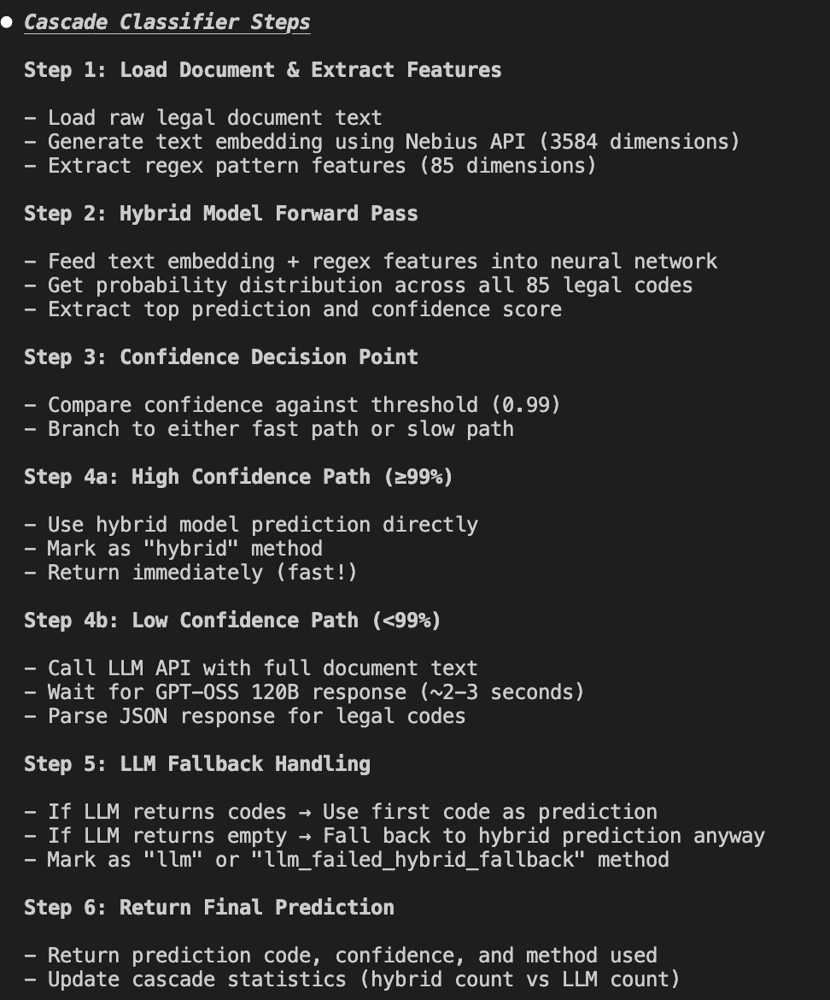 ● Cascade Classifier Steps
Step 1: Load Document & Extract Features
– Load raw legal document text
– Generate text embedding using Nebius API (3584 dimensions)
– Extract regex pattern features (85 dimensions)
Step 2: Hybrid Model Forward Pass
– Feed text embedding + regex features into neural network
– Get probability distribution across all 85 legal codes
– Extract top prediction and confidence score
Step 3: Confidence Decision Point
– Compare confidence against threshold (0.99)
– Branch to either fast path or slow path
Step 4a: High Confidence Path (≥99%)
– Use hybrid model prediction directly
– Mark as "hybrid" method
– Return immediately (fast!)
Step 4b: Low Confidence Path (<99%)
– Call LLM API with full document text
– Wait for GPT–OSS 120B response (~2–3 seconds)
– Parse JSON response for legal codes
Step 5: LLM Fallback Handling
– If LLM returns codes → Use first code as prediction
– If LLM returns empty → Fall back to hybrid prediction anyway
– Mark as "llm" or "llm_failed_hybrid_fallback" method
Step 6: Return Final Prediction
– Return prediction code, confidence, and method used
– Update cascade statistics (hybrid count vs LLM count)